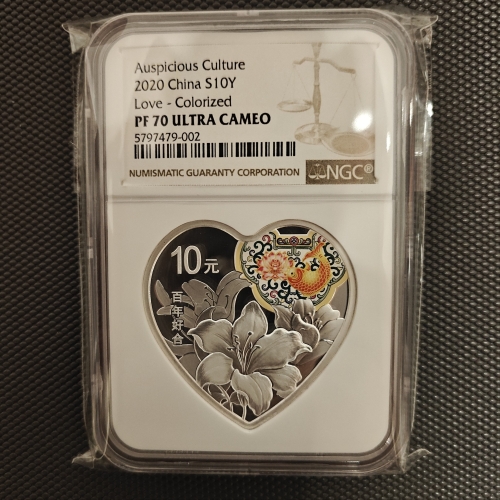 Auspicious Culture
2020 China S10Y
Love - Colorized
PF 70 ULTRA CAMEO
5797479-002
NUMISMATIC GUARANTY CORPORATION
NGC®
10元
百年好合